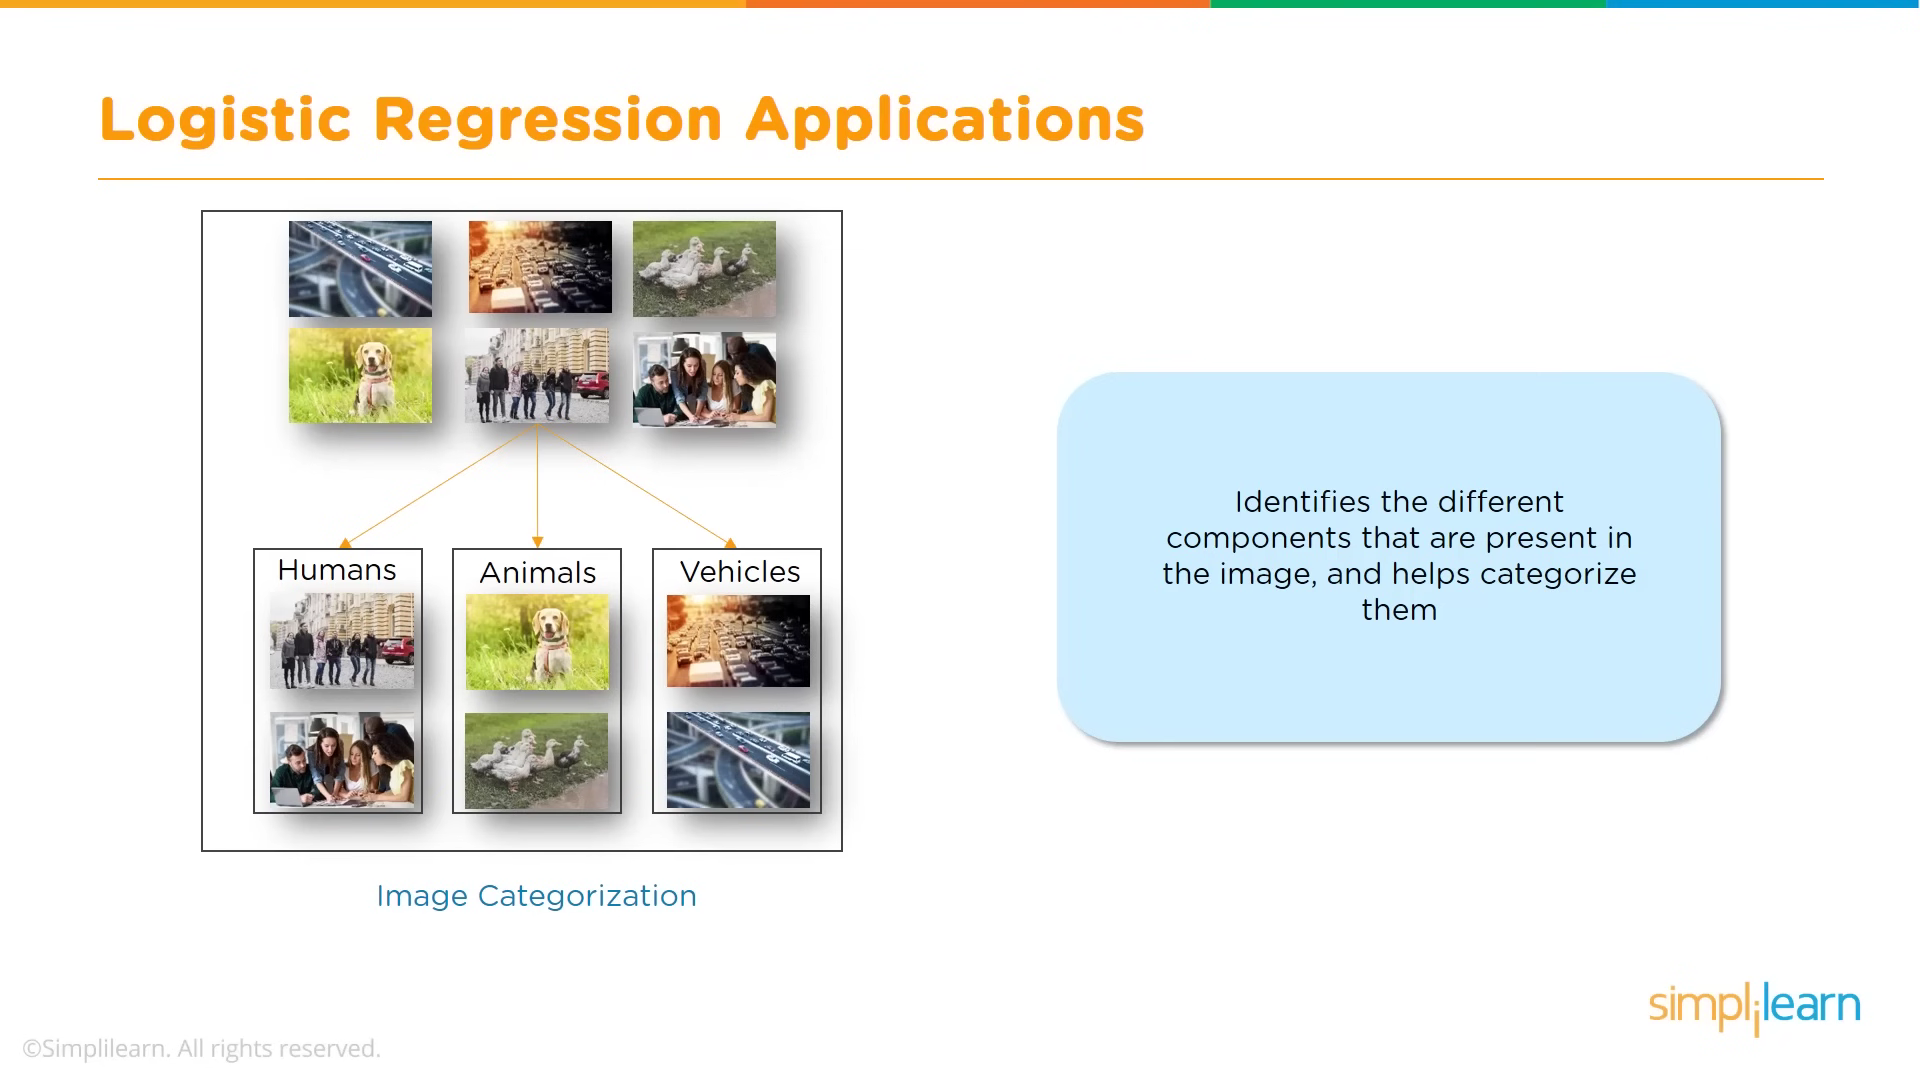 Logistic Regression Applications
Humans
Animals
Vehicles
Image Categorization
Identifies the different
components that are present in
the image, and helps categorize
them
simplilearn
©Simplilearn. All rights reserved.